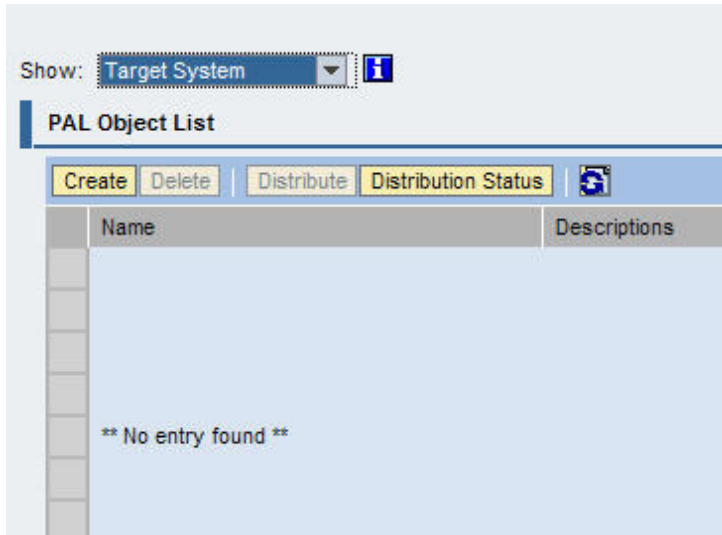 Show: Target System
PAL Object List
Create Delete Distribute Distribution Status
Name Descriptions
** No entry found **